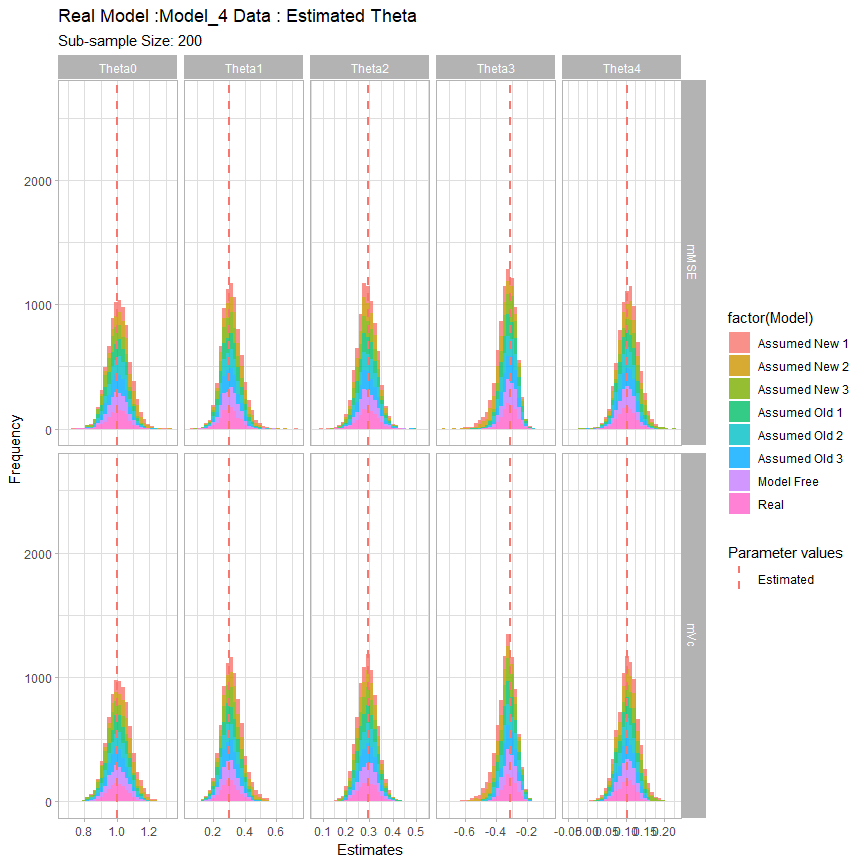 Real Model :Model_4 Data : Estimated Theta
Sub-sample Size: 200
Theta0 Theta1 Theta2 Theta3 Theta4
2000
1000
0
mMSE
2000
1000
0
mVc
Frequency
0.8 1.0 1.2
0.2 0.4 0.6
0.1 0.2 0.3 0.4 0.5
-0.6 -0.4 -0.2
-0.05 0.00 0.05 0.10 0.15 0.20
Estimates
factor(Model)
Assumed New 1
Assumed New 2
Assumed New 3
Assumed Old 1
Assumed Old 2
Assumed Old 3
Model Free
Real
Parameter values
Estimated